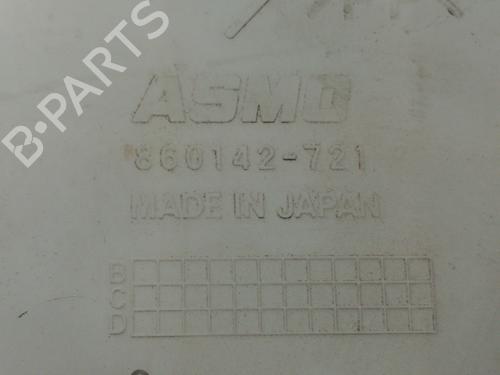 B·PARTS
ASMO
860142-721
MADE IN JAPAN
B
C
D